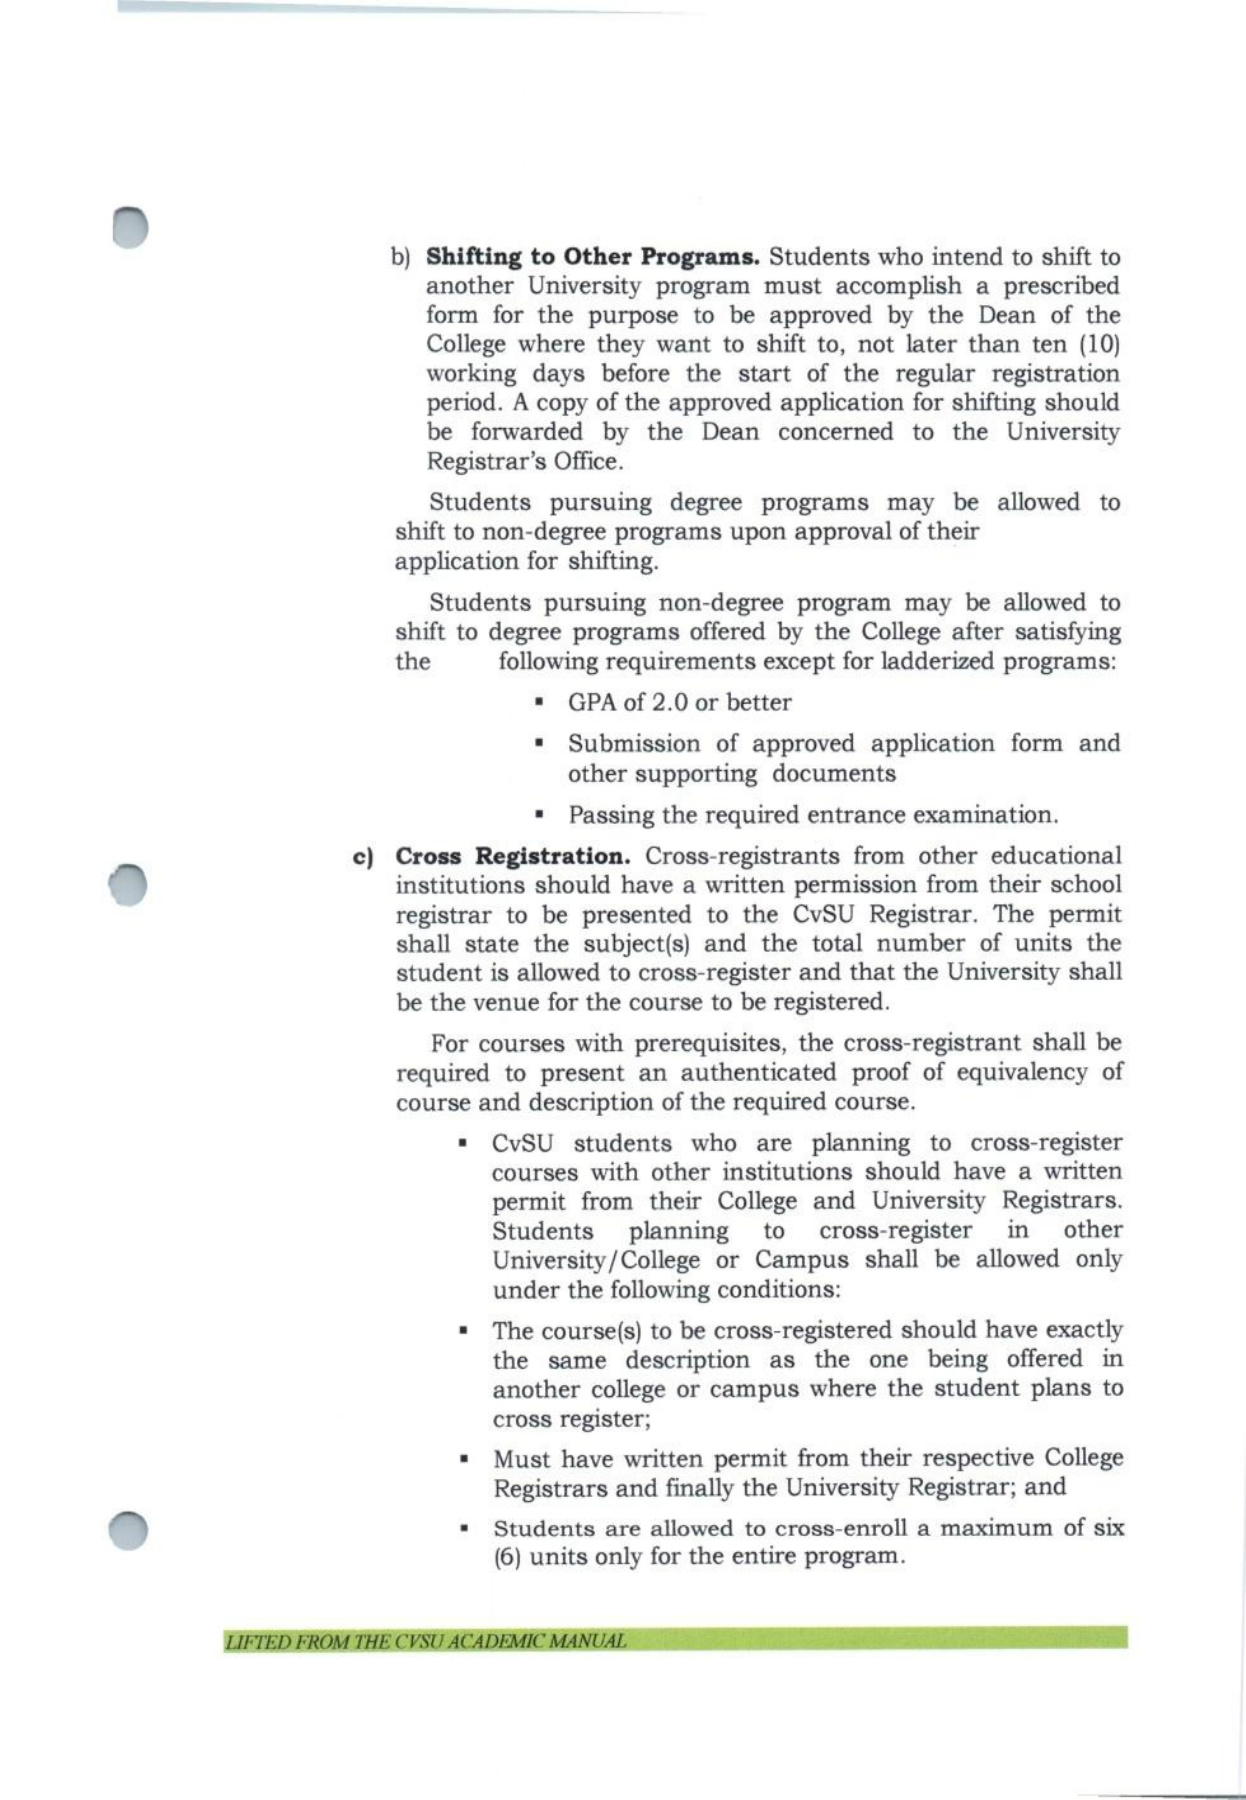 b) Shifting to Other Programs. Students who intend to shift to
another University program must accomplish a prescribed
form for the purpose to be approved by the Dean of the
College where they want to shift to, not later than ten (10)
working days before the start of the regular registration
period. A copy of the approved application for shifting should
be forwarded by the Dean concerned to the University
Registrar's Office.
Students pursuing degree programs may be allowed to
shift to non-degree programs upon approval of their
application for shifting.
Students pursuing non-degree program may be allowed to
shift to degree programs offered by the College after satisfying
the following requirements except for ladderized programs:
▪ GPA of 2.0 or better
▪ Submission of approved application form and
other supporting documents
▪ Passing the required entrance examination.
c) Cross Registration. Cross-registrants from other educational
institutions should have a written permission from their school
registrar to be presented to the CvSU Registrar. The permit
shall state the subject(s) and the total number of units the
student is allowed to cross-register and that the University shall
be the venue for the course to be registered.
For courses with prerequisites, the cross-registrant shall be
required to present an authenticated proof of equivalency of
course and description of the required course.
▪ CvSU students who are planning to cross-register
courses with other institutions should have a written
permit from their College and University Registrars.
Students planning to cross-register in other
University/College or Campus shall be allowed only
under the following conditions:
▪ The course(s) to be cross-registered should have exactly
the same description as the one being offered in
another college or campus where the student plans to
cross register;
▪ Must have written permit from their respective College
Registrars and finally the University Registrar; and
▪ Students are allowed to cross-enroll a maximum of six
(6) units only for the entire program.
LIFTED FROM THE CVSU ACADEMIC MANUAL